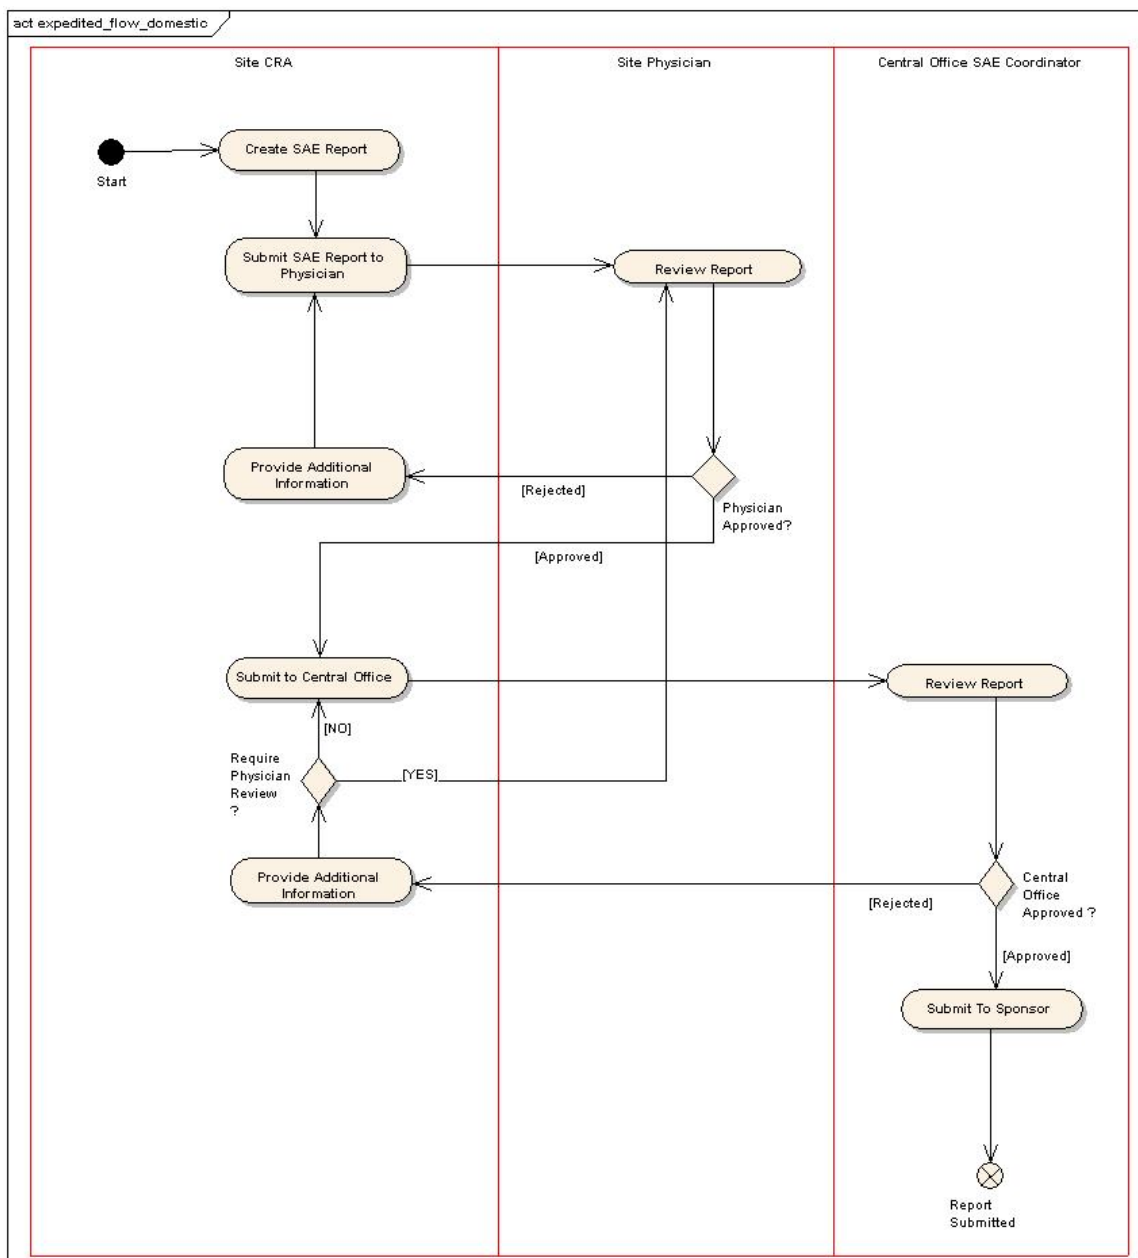 act expedited_flow_domestic
Site CRA
Site Physician
Central Office SAE Coordinator
Create SAE Report
Start
Submit SAE Report to
Physician
Review Report
Provide Additional
Information
[Rejected]
Physician
Approved?
[Approved]
Submit to Central Office
Review Report
[NO]
Require
Physician
Review
?
[YES]
Provide Additional
Information
[Rejected]
Central
Office
Approved ?
[Approved]
Submit To Sponsor
Report
Submitted